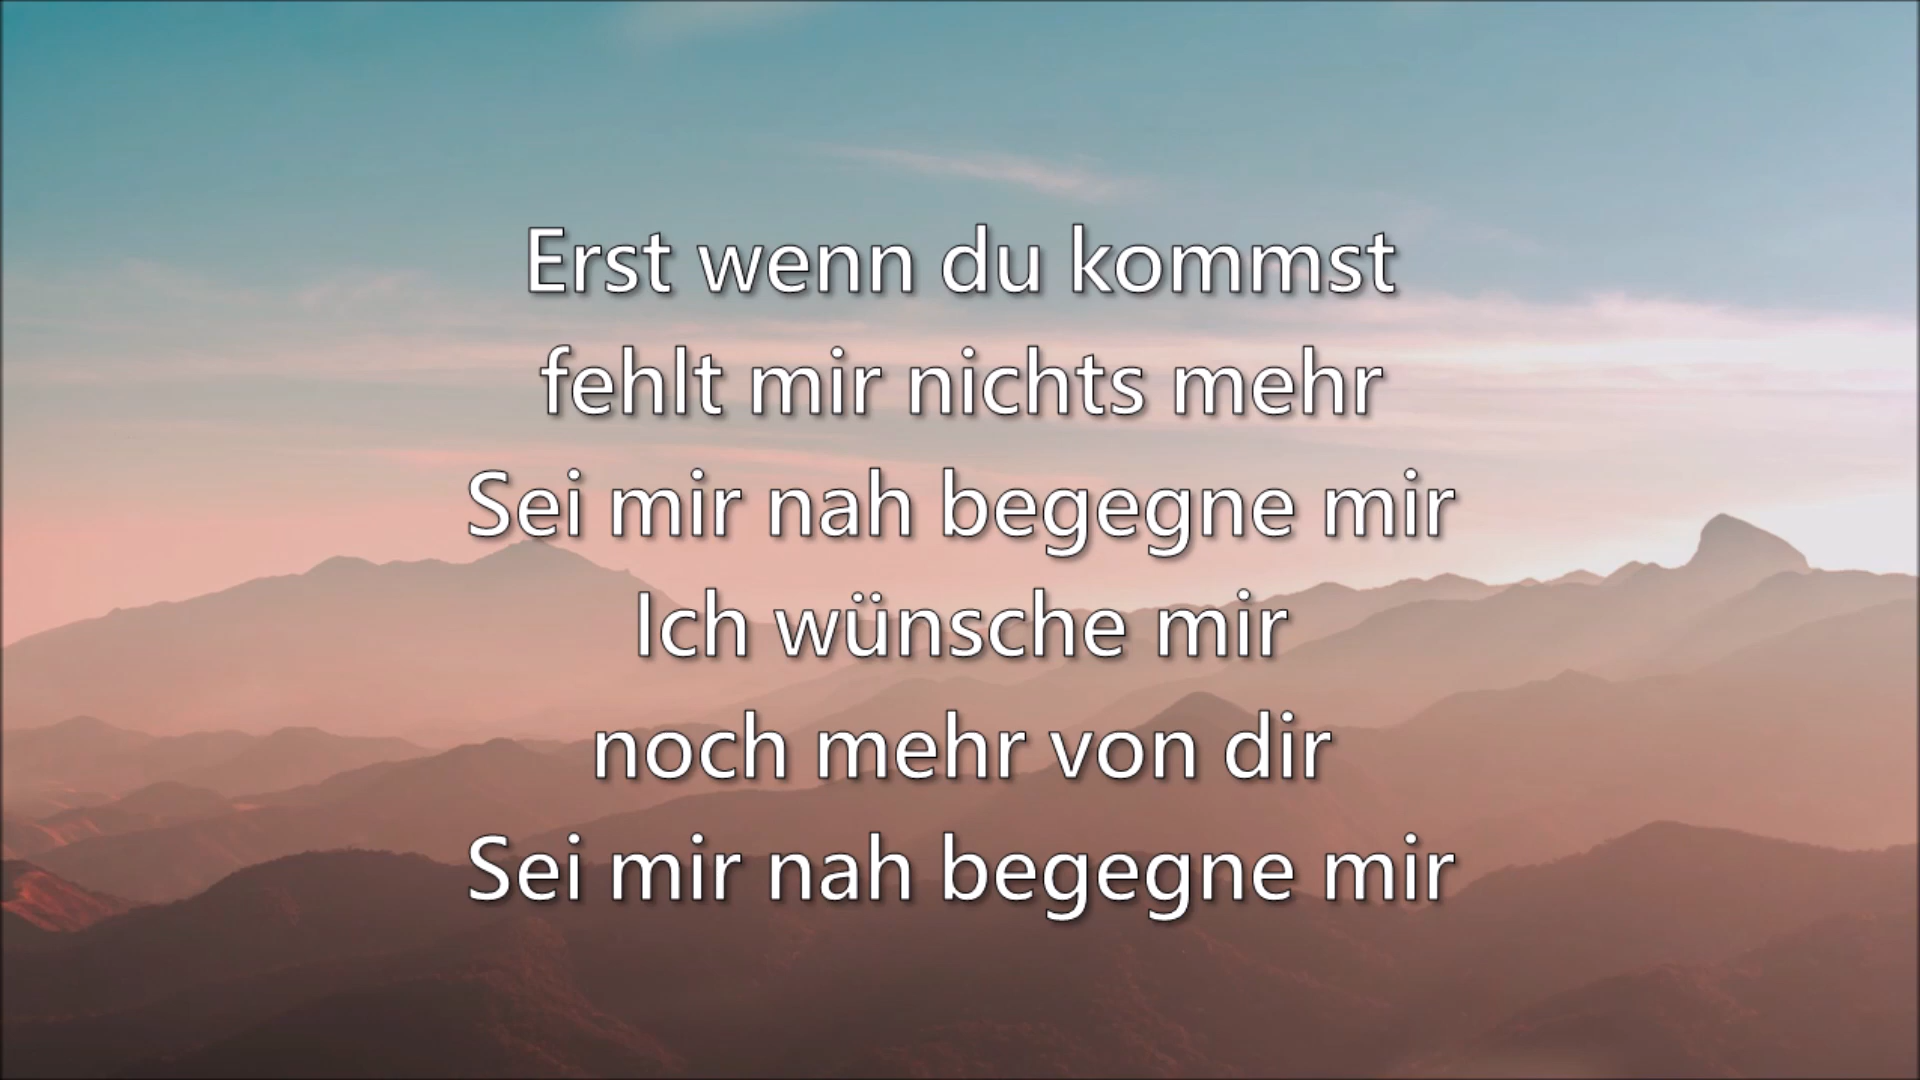 Erst wenn du kommst
fehlt mir nichts mehr
Sei mir nah begegne mir
Ich wünsche mir
noch mehr von dir
Sei mir nah begegne mir